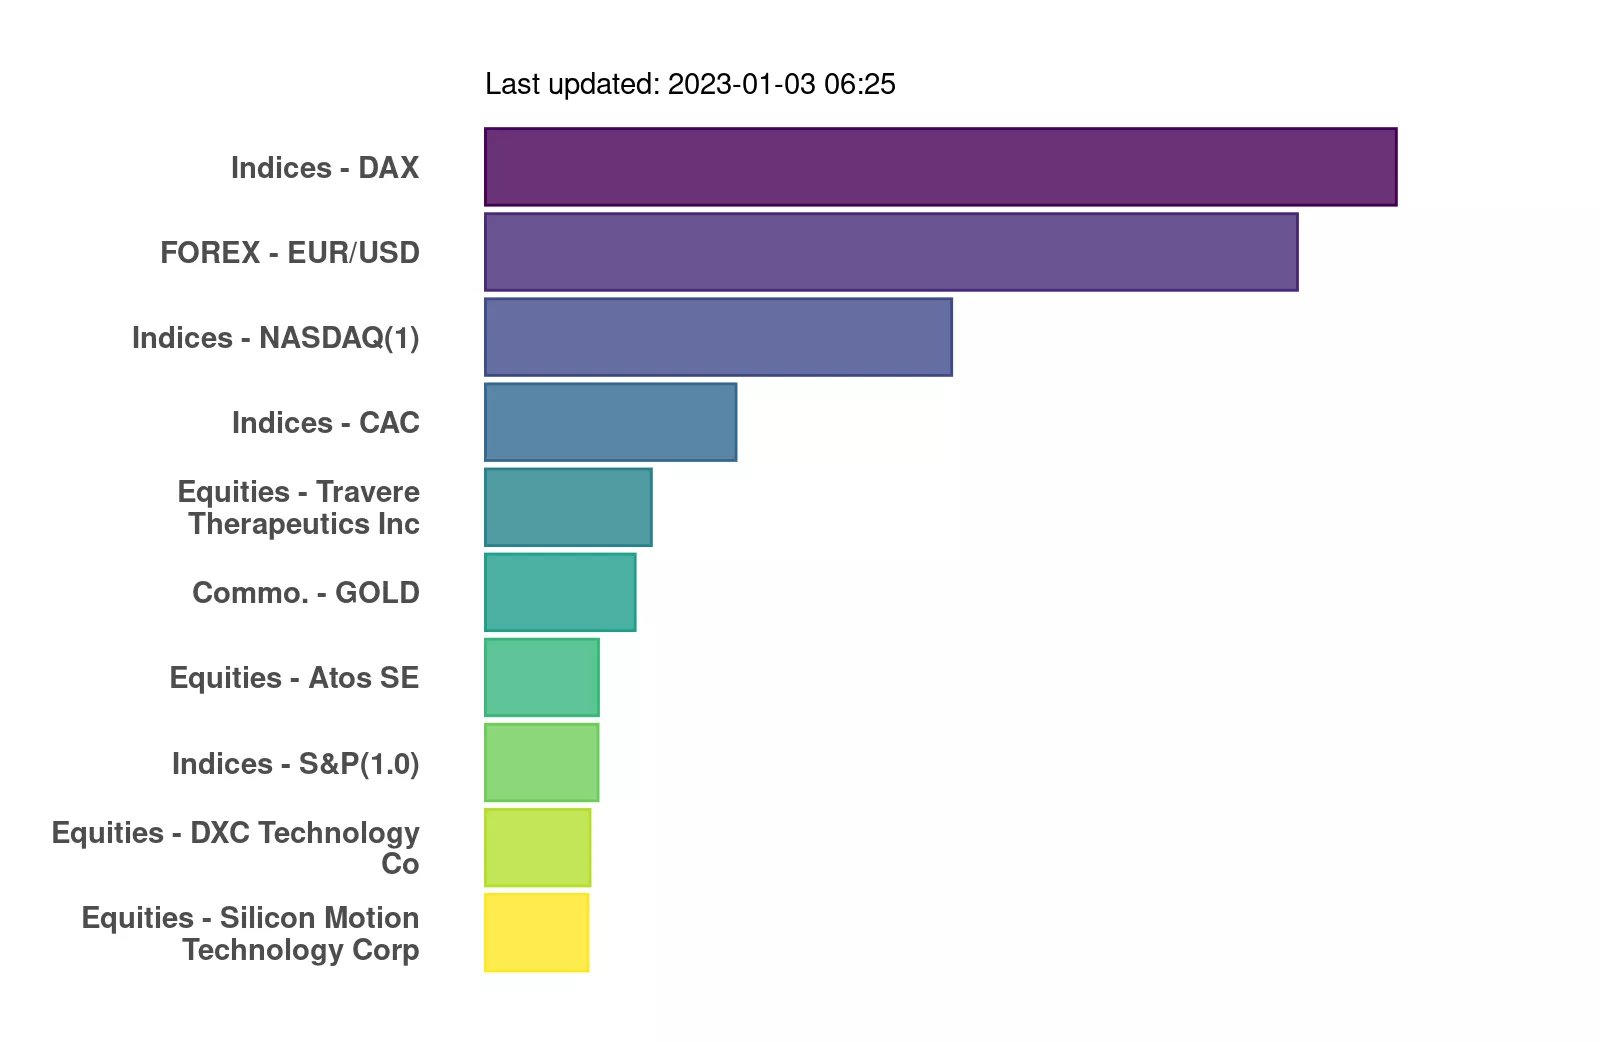 Last updated: 2023-01-03 06:25
Indices - DAX
FOREX - EUR/USD
Indices - NASDAQ(1)
Indices - CAC
Equities - Travere
Therapeutics Inc
Commo. - GOLD
Equities - Atos SE
Indices - S&P(1.0)
Equities - DXC Technology
Co
Equities - Silicon Motion
Technology Corp